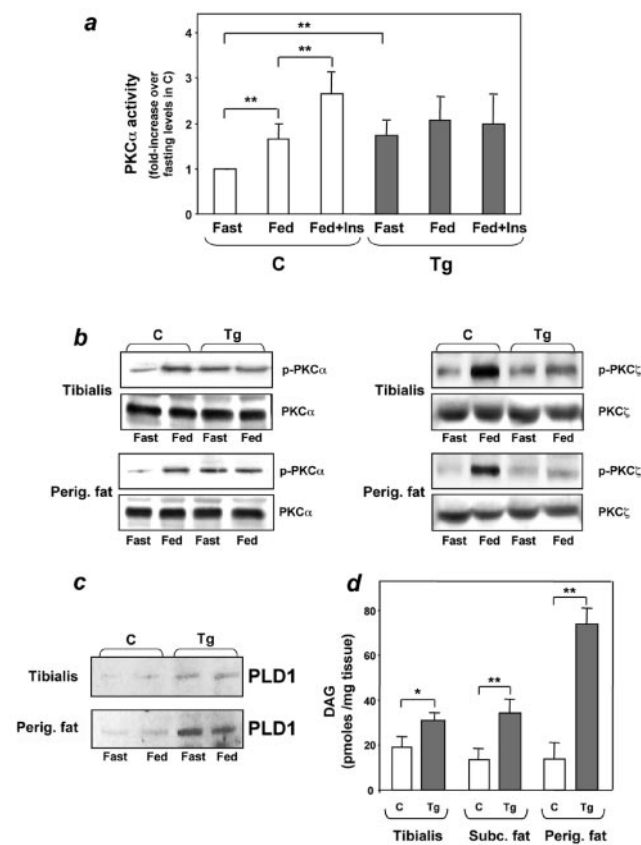 a
**
**
**
PKCα activity
(fold-increase over
fasting levels in C)
4
3
2
1
0
Fast Fed Fed+Ins Fast Fed Fed+Ins
C Tg
b
C Tg
Tibialis
p-PKCα
PKCα
Fast Fed Fast Fed
Perig. fat
p-PKCα
PKCα
Fast Fed Fast Fed
C Tg
Tibialis
p-PKCζ
PKCζ
Fast Fed Fast Fed
Perig. fat
p-PKCζ
PKCζ
Fast Fed Fast Fed
c
C Tg
Tibialis PLD1
Perig. fat PLD1
Fast Fed Fast Fed
d
DAG
(pmoles /mg tissue)
80
60
40
20
0
*
**
**
C Tg C Tg C Tg
Tibialis Subc. fat Perig. fat